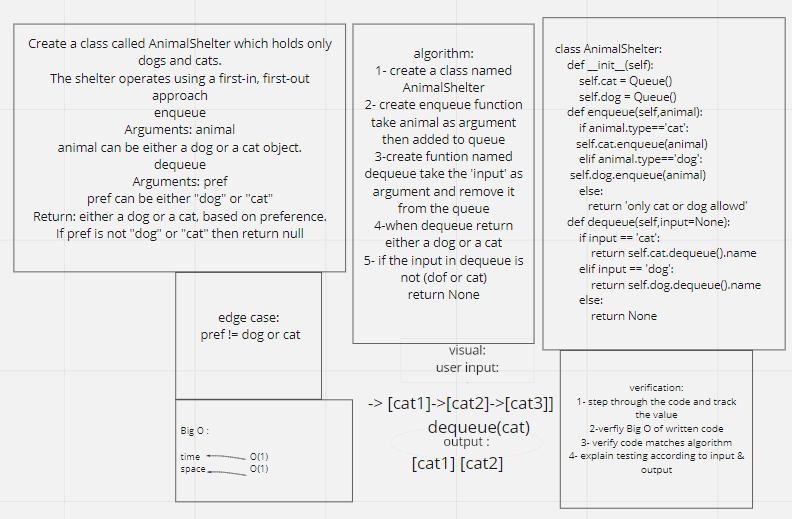 Create a class called AnimalShelter which holds only
dogs and cats.
The shelter operates using a first-in, first-out
approach
enqueue
Arguments: animal
animal can be either a dog or a cat object.
dequeue
Arguments: pref
pref can be either "dog" or "cat"
Return: either a dog or a cat, based on preference.
If pref is not "dog" or "cat" then return null
algorithm:
1- create a class named
AnimalShelter
2- create enqueue function
take animal as argument
then added to queue
3-create funtion named
dequeue take the 'input' as
argument and remove it
from the queue
4-when dequeue return
either a dog or a cat
5- if the input in dequeue is
not (dof or cat)
return None
class AnimalShelter:
def __init__(self):
self.cat = Queue()
self.dog = Queue()
def enqueue(self,animal):
if animal.type=='cat':
self.cat.enqueue(animal)
elif animal.type=='dog':
self.dog.enqueue(animal)
else:
return 'only cat or dog allowd'
def dequeue(self,input=None):
if input == 'cat':
return self.cat.dequeue().name
elif input == 'dog':
return self.dog.dequeue().name
else:
return None
edge case:
pref != dog or cat
visual:
user input:
-> [cat1]->[cat2]->[cat3]]
dequeue(cat)
output :
[cat1] [cat2]
Big O :
time O(1)
space O(1)
verification:
1- step through the code and track
the value
2-verfiy Big O of written code
3- verify code matches algorithm
4- explain testing according to input &
output